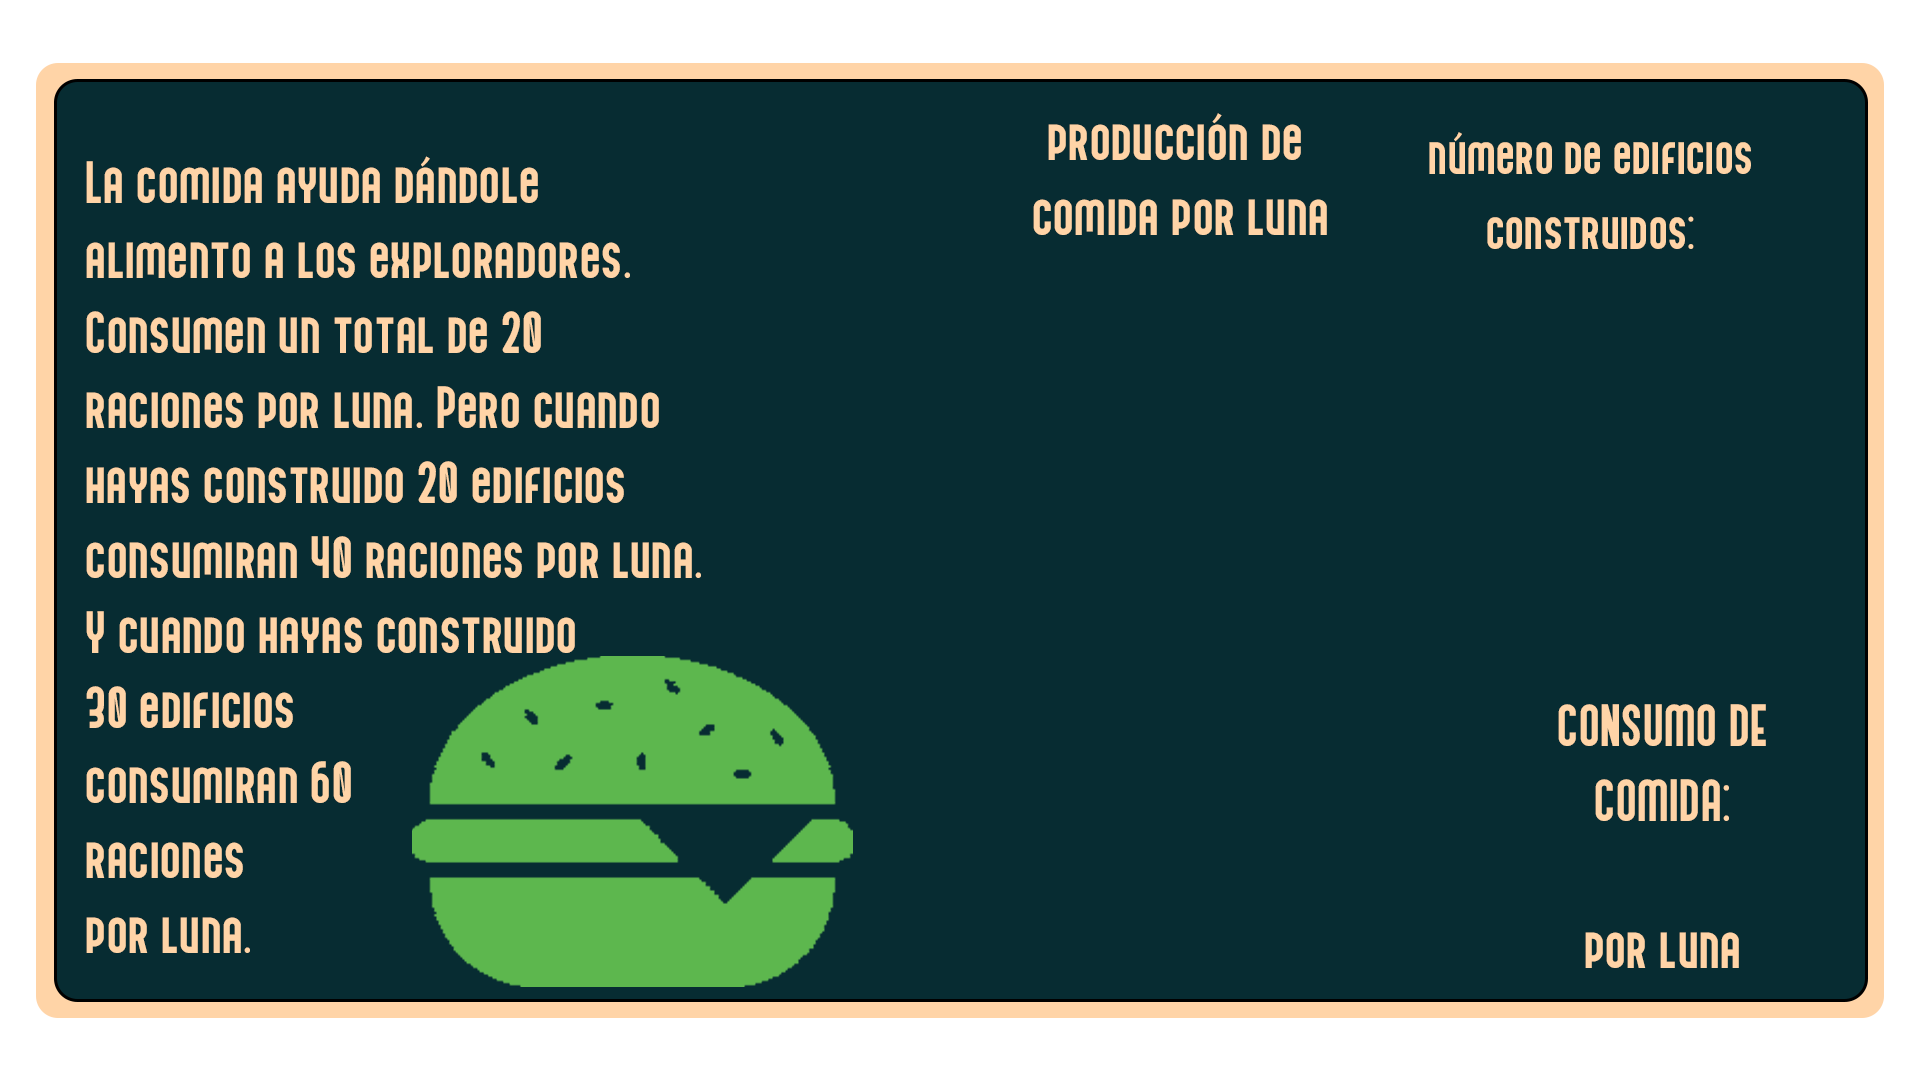 La comida ayuda dándole
alimento a los exploradores.
Consumen un total de 20
raciones por luna. Pero cuando
hayas construido 20 edificios
consumiran 40 raciones por luna.
Y cuando hayas construido
30 edificios
consumiran 60
raciones
por luna.
producción de
comida por luna
número de edificios
construidos:
CONSUMO DE
COMIDA:
por luna